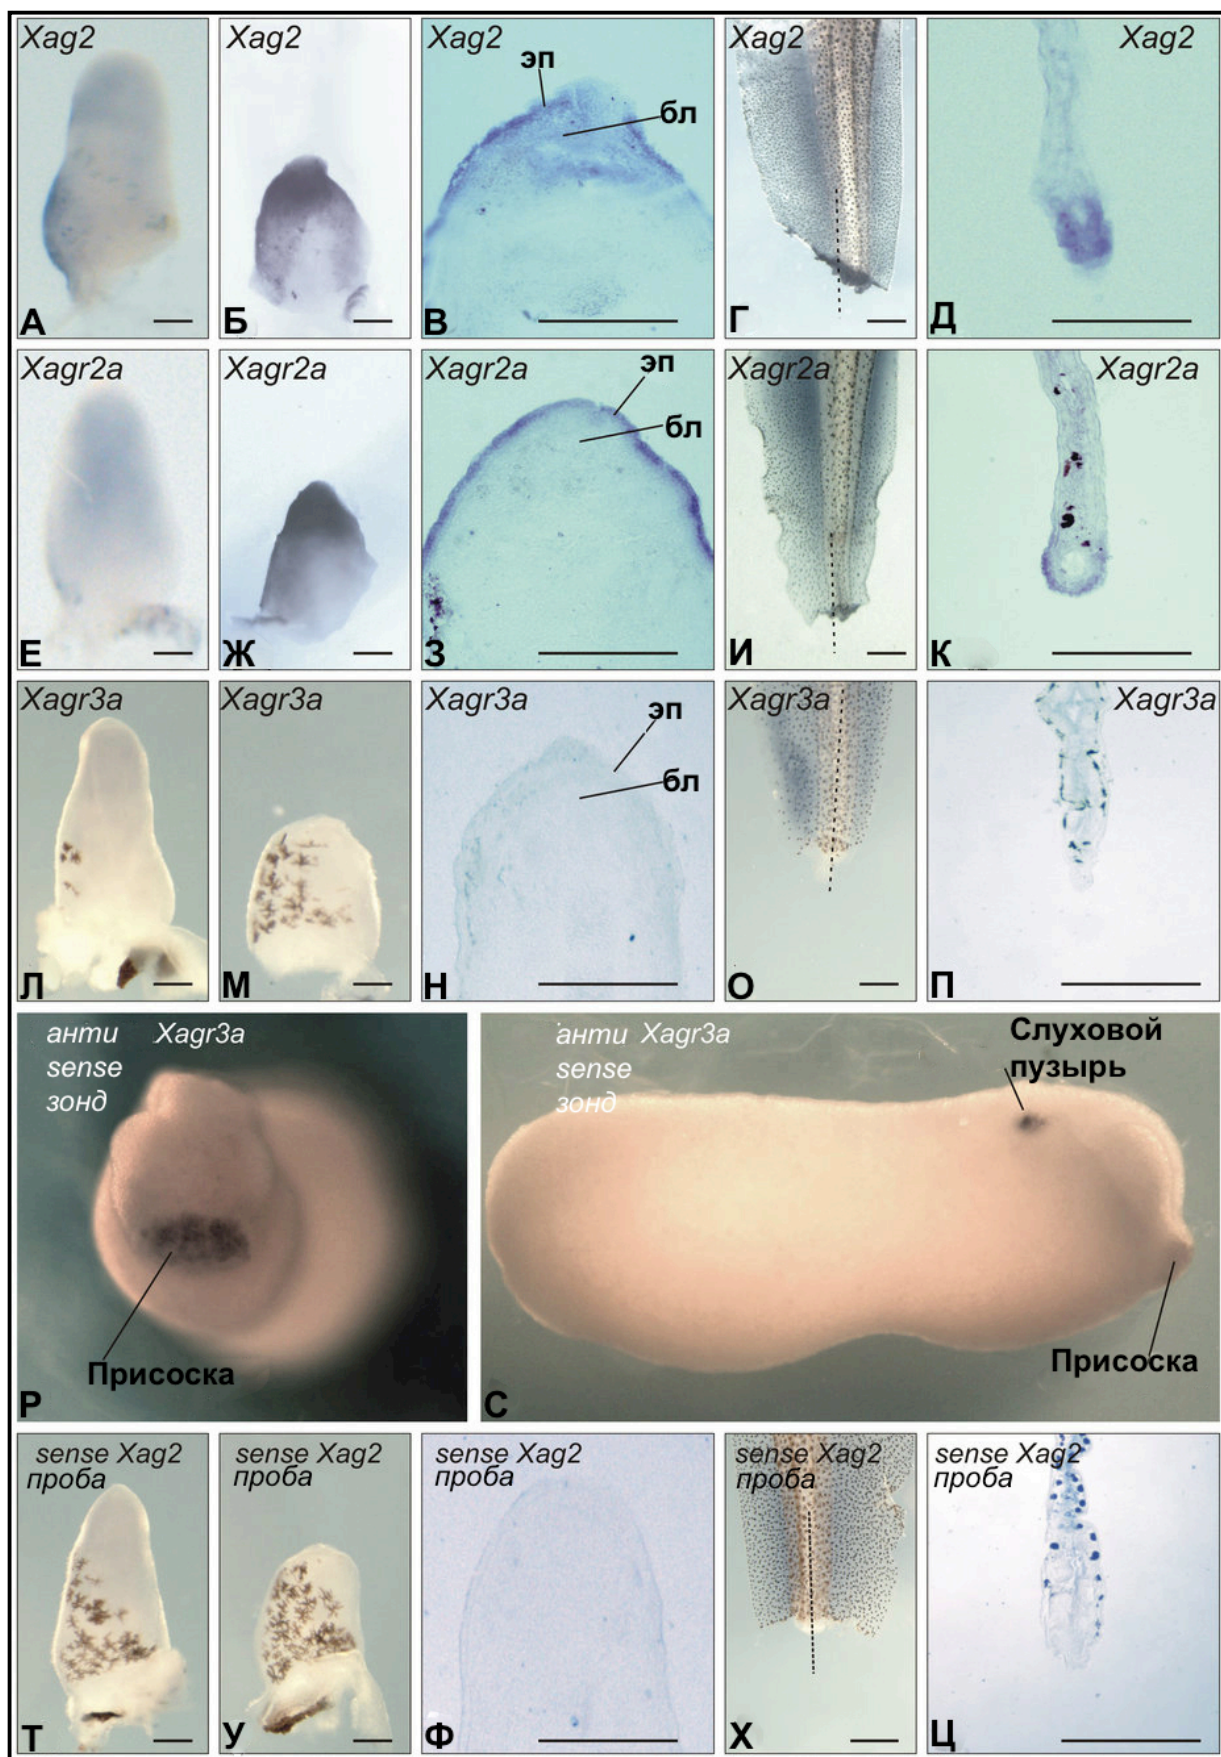 Xag2
А
Xag2
Б
Xag2
эп
бл
В
Xag2
Г
Xag2
Д
Xagr2a
Е
Xagr2a
Ж
Xagr2a
эп
бл
З
Xagr2a
И
Xagr2a
К
Xagr3a
Л
Xagr3a
М
Xagr3a
эп
бл
Н
Xagr3a
О
Xagr3a
П
анти Xagr3a
sense
зонд
Присоска
Р
анти Xagr3a
sense
зонд
Слуховой
пузырь
Присоска
С
sense Xag2
проба
Т
sense Xag2
проба
У
sense Xag2
проба
Ф
sense Xag2
проба
Х
sense Xag2
проба
Ц